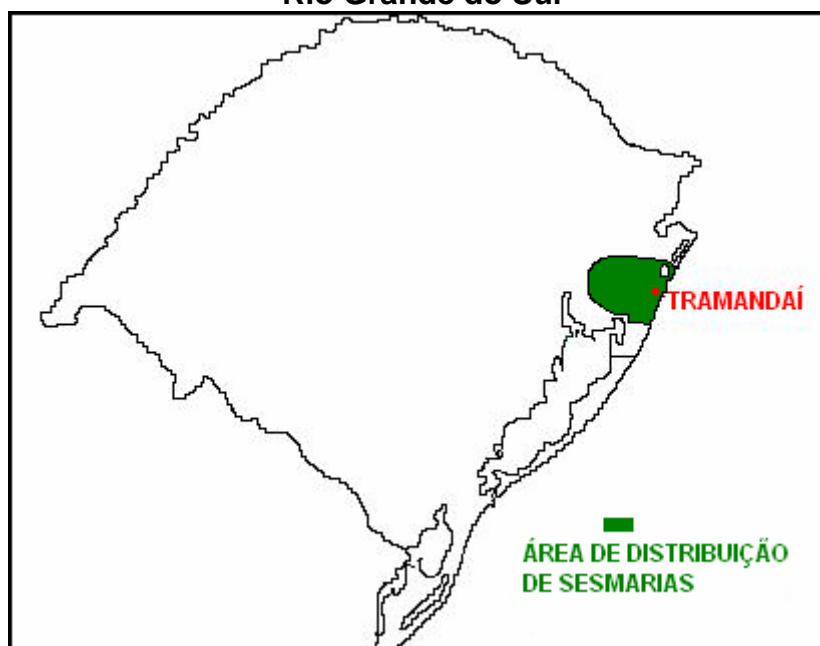 Rio Grande do Sul
TRAMANDAÍ
ÁREA DE DISTRIBUIÇÃO
DE SESMARIAS